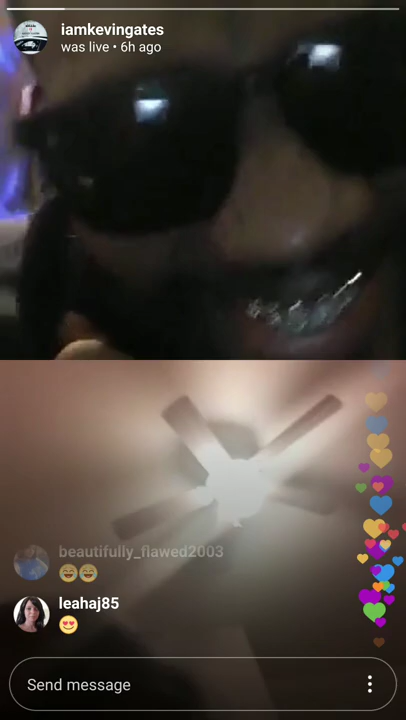 iamkevingates
was live • 6h ago
beautifully_flawed2003
😅😂
leahaj85
😍
Send message